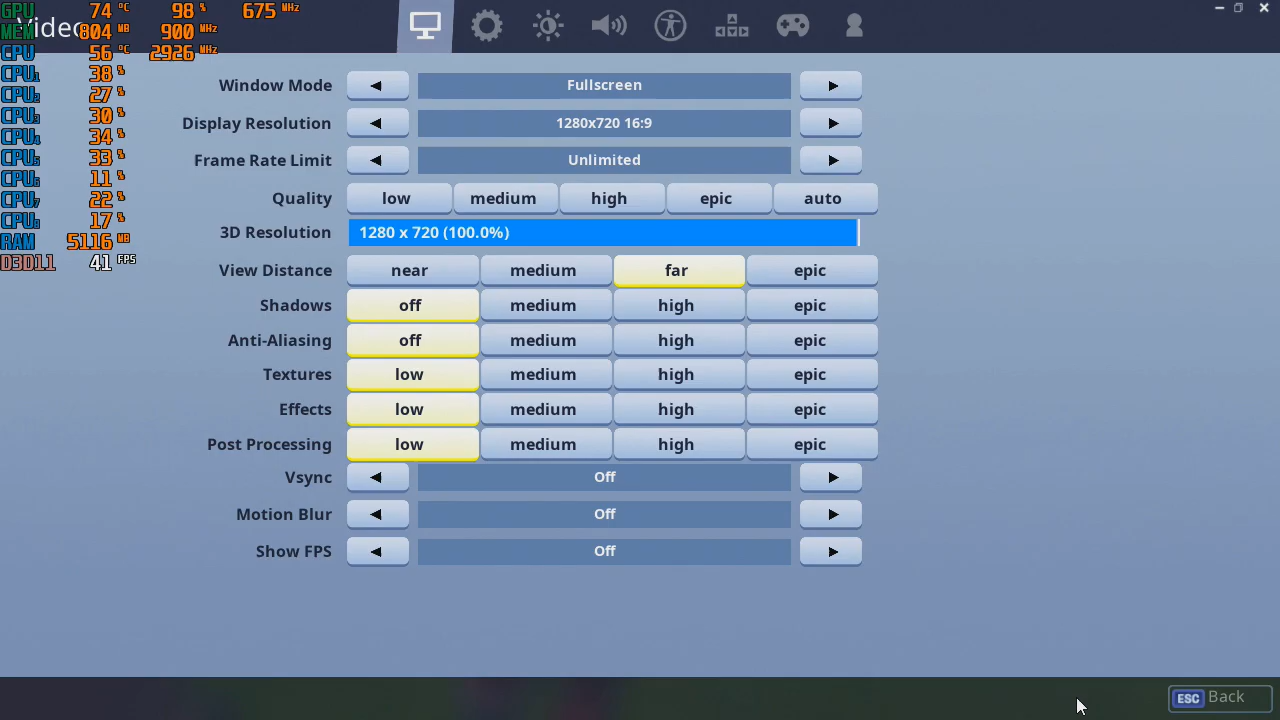 GPU 74 °C 98 % 675 MHz
Video
MEM 804 MB 900 MHz
CPU 56 °C 2926 MHz
CPU1 38 %
CPU2 27 %
CPU3 30 %
CPU4 34 %
CPU5 33 %
CPU6 11 %
CPU7 22 %
CPU8 17 %
RAM 5116 MB
D3D11 41 FPS
Window Mode ◀ Fullscreen ▶
Display Resolution ◀ 1280x720 16:9 ▶
Frame Rate Limit ◀ Unlimited ▶
Quality low medium high epic auto
3D Resolution 1280 x 720 (100.0%)
View Distance near medium far epic
Shadows off medium high epic
Anti-Aliasing off medium high epic
Textures low medium high epic
Effects low medium high epic
Post Processing low medium high epic
Vsync ◀ Off ▶
Motion Blur ◀ Off ▶
Show FPS ◀ Off ▶
ESC Back